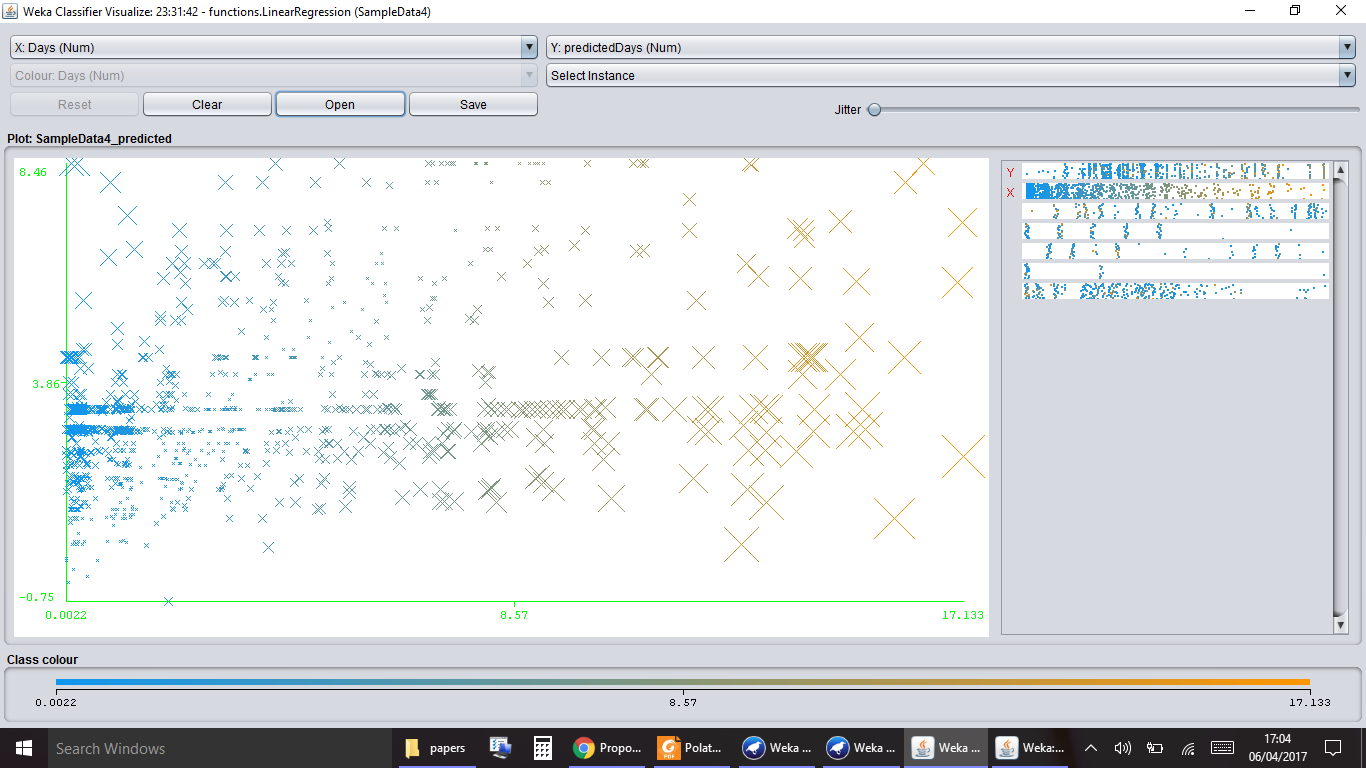 Weka Classifier Visualize: 23:31:42 - functions.LinearRegression (SampleData4)
X: Days (Num)
Y: predictedDays (Num)
Colour: Days (Num)
Select Instance
Reset
Clear
Open
Save
Jitter
Plot: SampleData4_predicted
8.46
3.86
-0.75
0.0022
8.57
17.133
Y
X
Class colour
0.0022
8.57
17.133
Search Windows
papers
Propo...
Polat...
Weka ...
Weka ...
Weka ...
Weka:...
17:04
06/04/2017